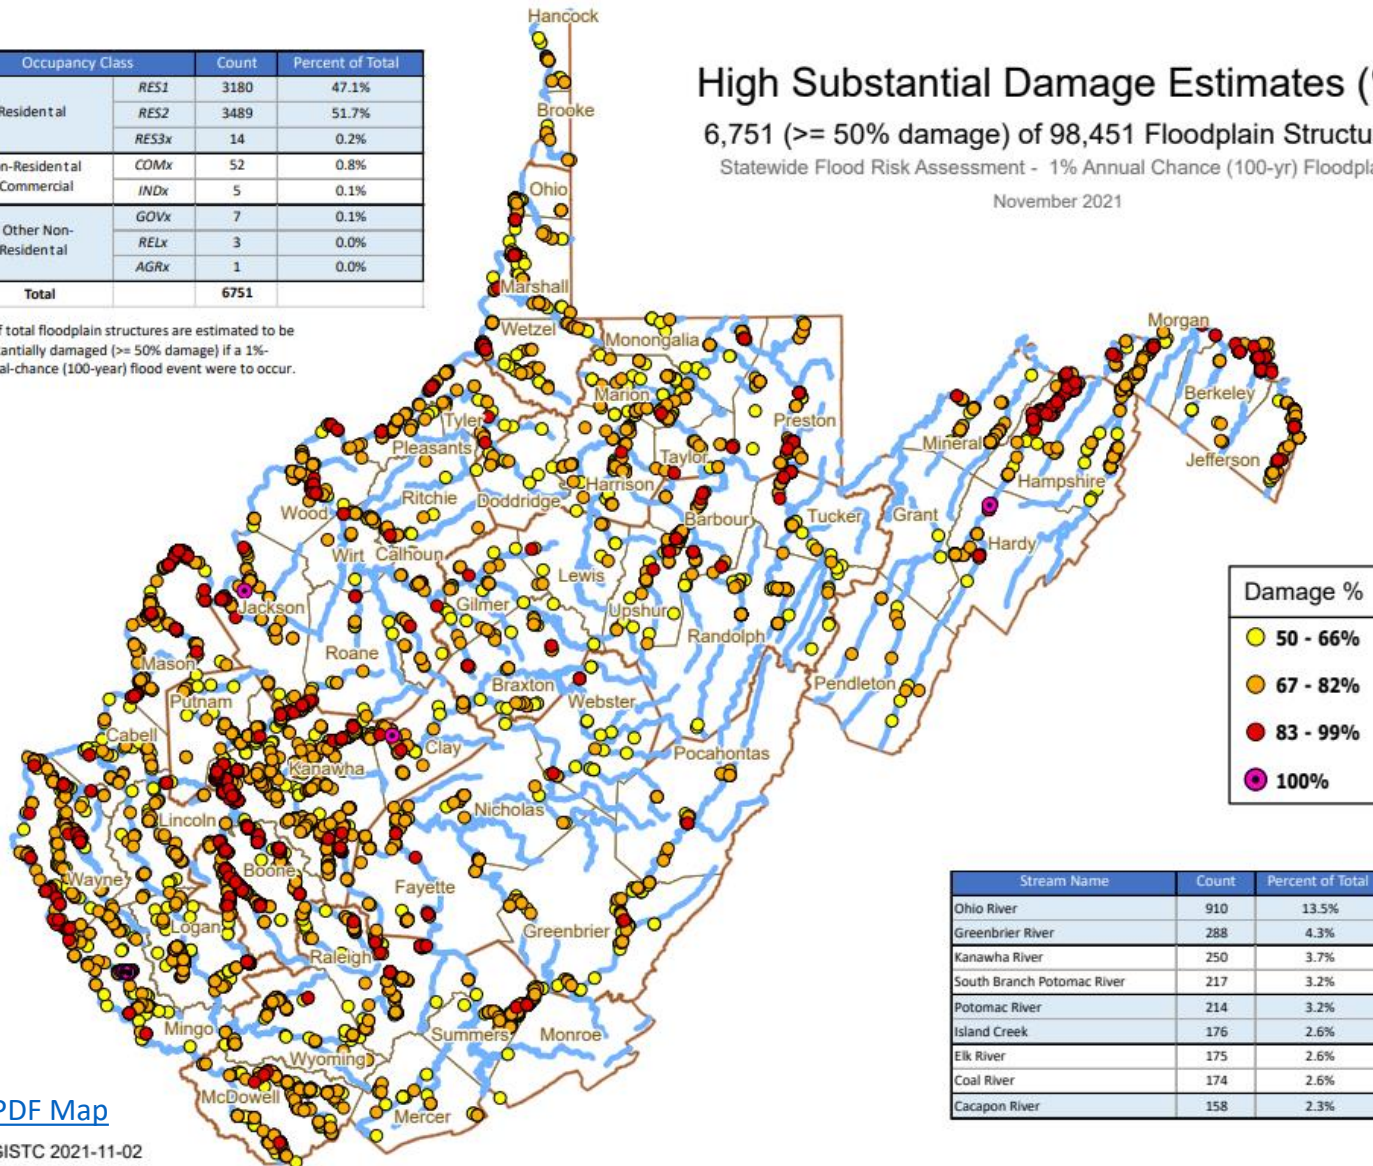 Hancock
High Substantial Damage Estimates (
6,751 (>= 50% damage) of 98,451 Floodplain Structu
Statewide Flood Risk Assessment - 1% Annual Chance (100-yr) Floodpla
November 2021
Occupancy Class Count Percent of Total
Residental RES1 3180 47.1%
RES2 3489 51.7%
RES3x 14 0.2%
n-Residental Commercial COMx 52 0.8%
INDx 5 0.1%
Other Non-Residental GOVx 7 0.1%
RELx 3 0.0%
AGRx 1 0.0%
Total 6751
f total floodplain structures are estimated to be
tantially damaged (>= 50% damage) if a 1%-
al-chance (100-year) flood event were to occur.
Brooke
Ohio
Marshall
Wetzel
Monongalia
Morgan
Marion
Berkeley
Tyler
Preston
Pleasants
Mineral
Taylor
Jefferson
Harrison
Hampshire
Ritchie
Doddridge
Wood
Barbour
Tucker
Grant
Wirt
Calhoun
Hardy
Lewis
Gilmer
Jackson
Upshur
Randolph
Roane
Mason
Pendleton
Braxton
Putnam
Webster
Cabell
Clay
Pocahontas
Kanawha
Nicholas
Lincoln
Boone
Wayne
Fayette
Logan
Greenbrier
Raleigh
Mingo
Summers
Monroe
Wyoming
McDowell
Mercer
Damage %
50 - 66%
67 - 82%
83 - 99%
100%
Stream Name Count Percent of Total
Ohio River 910 13.5%
Greenbrier River 288 4.3%
Kanawha River 250 3.7%
South Branch Potomac River 217 3.2%
Potomac River 214 3.2%
Island Creek 176 2.6%
Elk River 175 2.6%
Coal River 174 2.6%
Cacapon River 158 2.3%
PDF Map
GISTC 2021-11-02